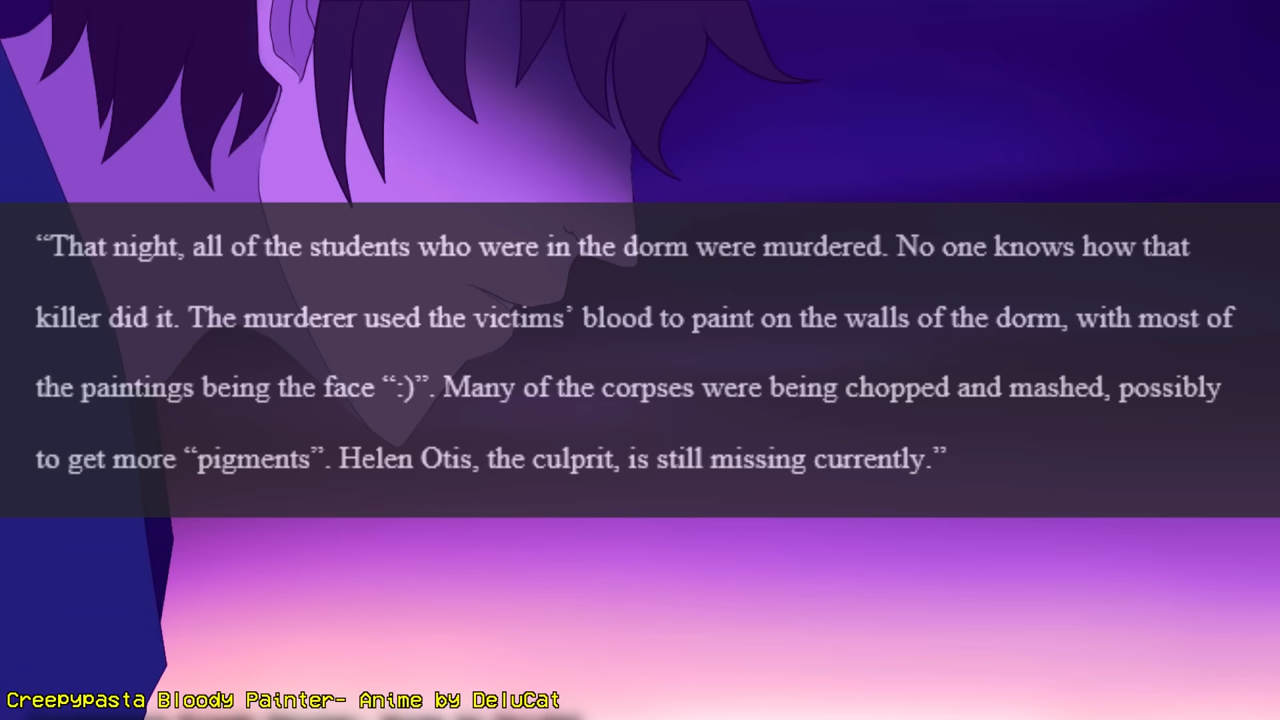 “That night, all of the students who were in the dorm were murdered. No one knows how that
killer did it. The murderer used the victims’ blood to paint on the walls of the dorm, with most of
the paintings being the face “:)”. Many of the corpses were being chopped and mashed, possibly
to get more “pigments”. Helen Otis, the culprit, is still missing currently.”
Creepypasta Bloody Painter- Anime by DeluCat